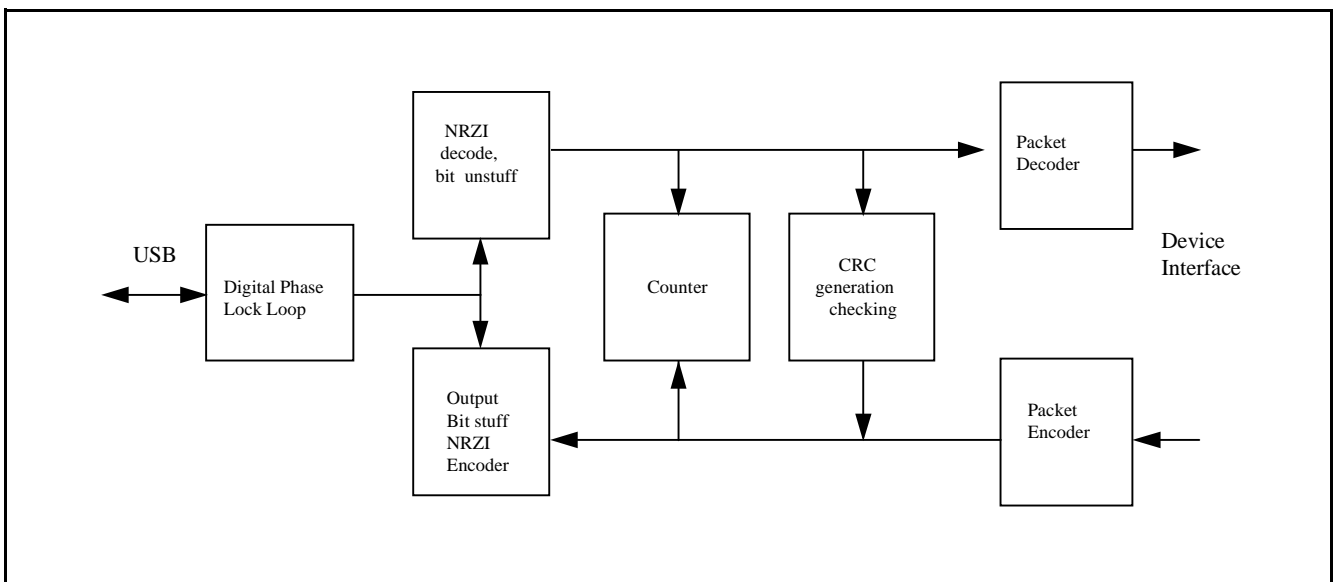 NRZI
decode,
bit unstuff
Packet
Decoder
USB
Digital Phase
Lock Loop
Counter
CRC
generation
checking
Device
Interface
Output
Bit stuff
NRZI
Encoder
Packet
Encoder